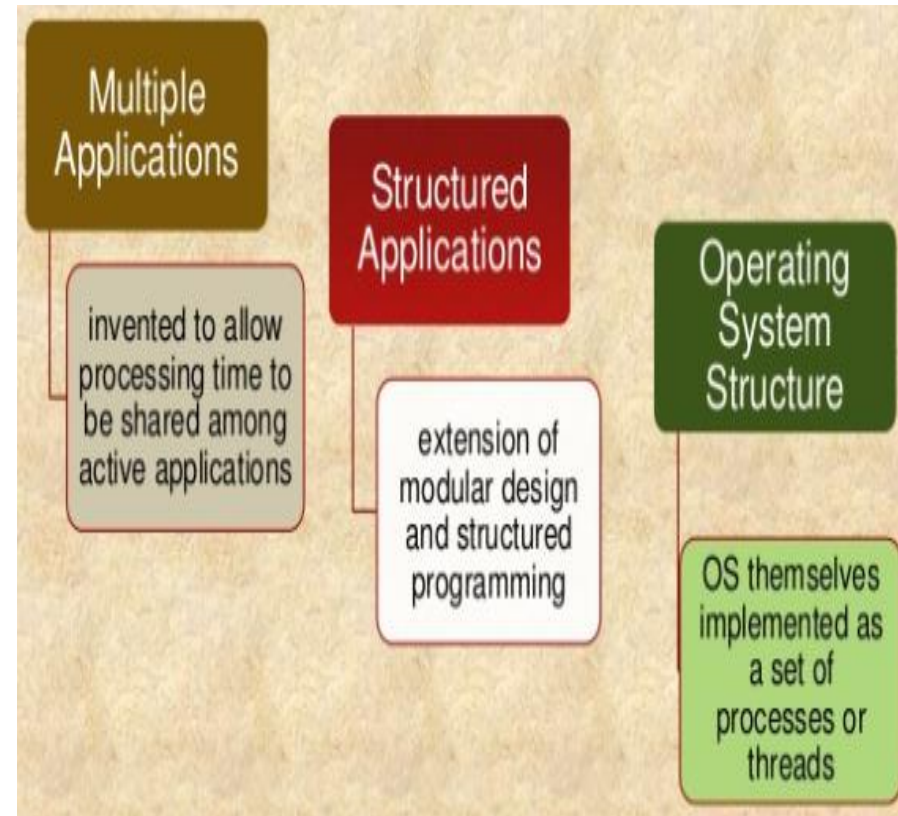 Multiple
Applications
invented to allow
processing time to
be shared among
active applications
Structured
Applications
extension of
modular design
and structured
programming
Operating
System
Structure
OS themselves
implemented as
a set of
processes or
threads